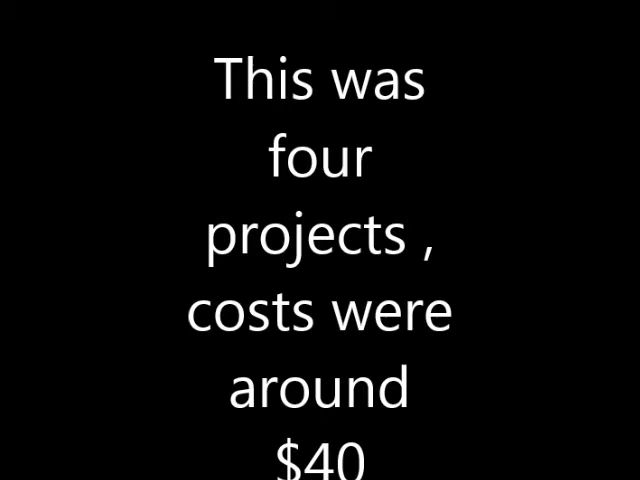 This was
four
projects ,
costs were
around
$40